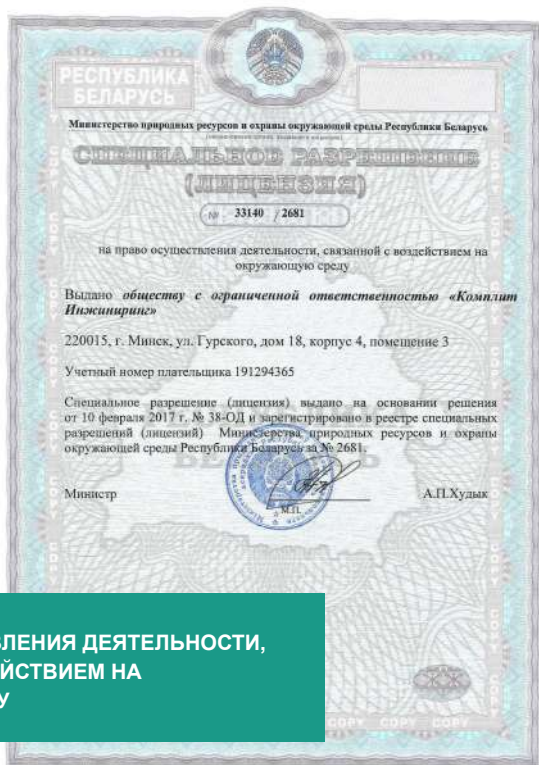 РЕСПУБЛИКА
БЕЛАРУСЬ
Министерство природных ресурсов и охраны окружающей среды Республики Беларусь
СПЕЦИАЛЬНОЕ РАЗРЕШЕНИЕ
(ЛИЦЕНЗИЯ)
№ 33140 / 2681
на право осуществления деятельности, связанной с воздействием на
окружающую среду
Выдано обществу с ограниченной ответственностью «Комплит
Инжиниринг»
220015, г. Минск, ул. Гурского, дом 18, корпус 4, помещение 3
Учетный номер плательщика 191294365
Специальное разрешение (лицензия) выдано на основании решения
от 10 февраля 2017 г. № 38-ОД и зарегистрировано в реестре специальных
разрешений (лицензий) Министерства природных ресурсов и охраны
окружающей среды Республики Беларусь за № 2681.
Министр
М.П.
А.П.Худык
ВЛЕНИЯ ДЕЯТЕЛЬНОСТИ,
ЙСТВИЕМ НА
У
COPY COPY COPY